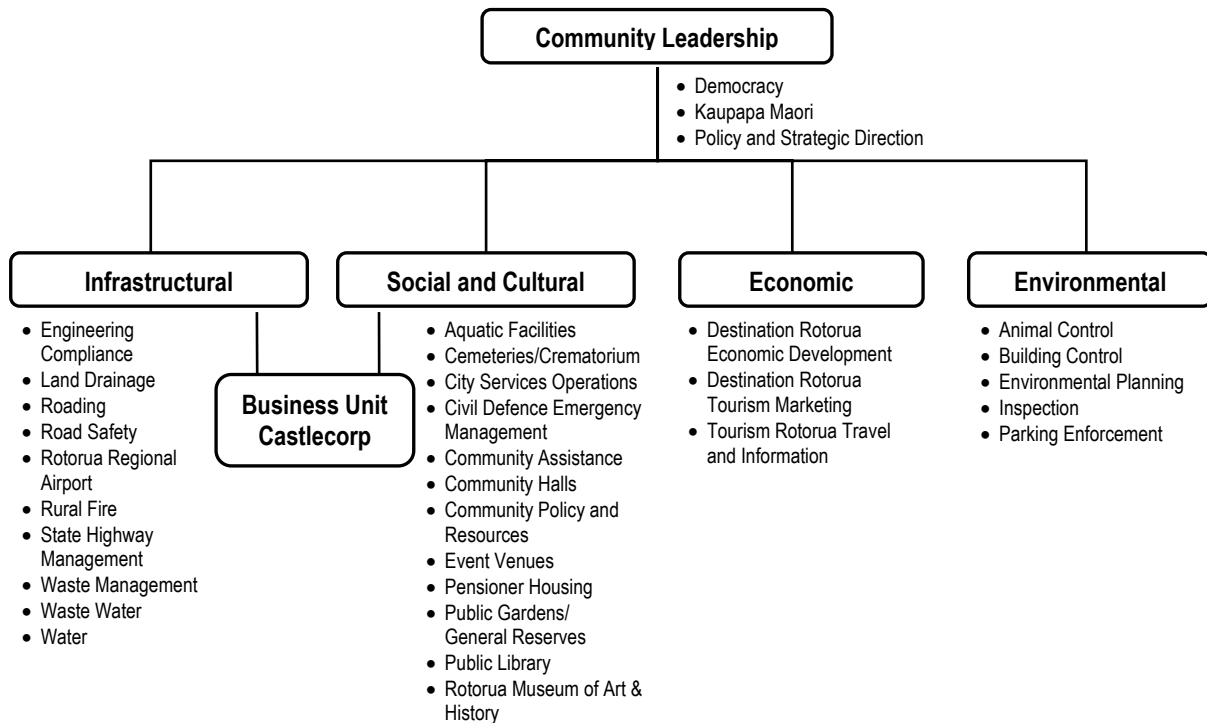 Community Leadership
• Democracy
• Kaupapa Maori
• Policy and Strategic Direction
Infrastructural
• Engineering
Compliance
• Land Drainage
• Roading
• Road Safety
• Rotorua Regional
Airport
• Rural Fire
• State Highway
Management
• Waste Management
• Waste Water
• Water
Business Unit
Castlecorp
Social and Cultural
• Aquatic Facilities
• Cemeteries/Crematorium
• City Services Operations
• Civil Defence Emergency
Management
• Community Assistance
• Community Halls
• Community Policy and
Resources
• Event Venues
• Pensioner Housing
• Public Gardens/
General Reserves
• Public Library
• Rotorua Museum of Art &
History
Economic
• Destination Rotorua
Economic Development
• Destination Rotorua
Tourism Marketing
• Tourism Rotorua Travel
and Information
Environmental
• Animal Control
• Building Control
• Environmental Planning
• Inspection
• Parking Enforcement